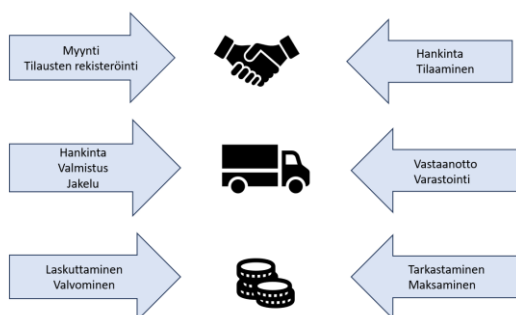 Myynti
Tilausten rekisteröinti
Hankinta
Tilaaminen
Hankinta
Valmistus
Jakelu
Vastaanotto
Varastointi
Laskuttaminen
Valvominen
Tarkastaminen
Maksaminen